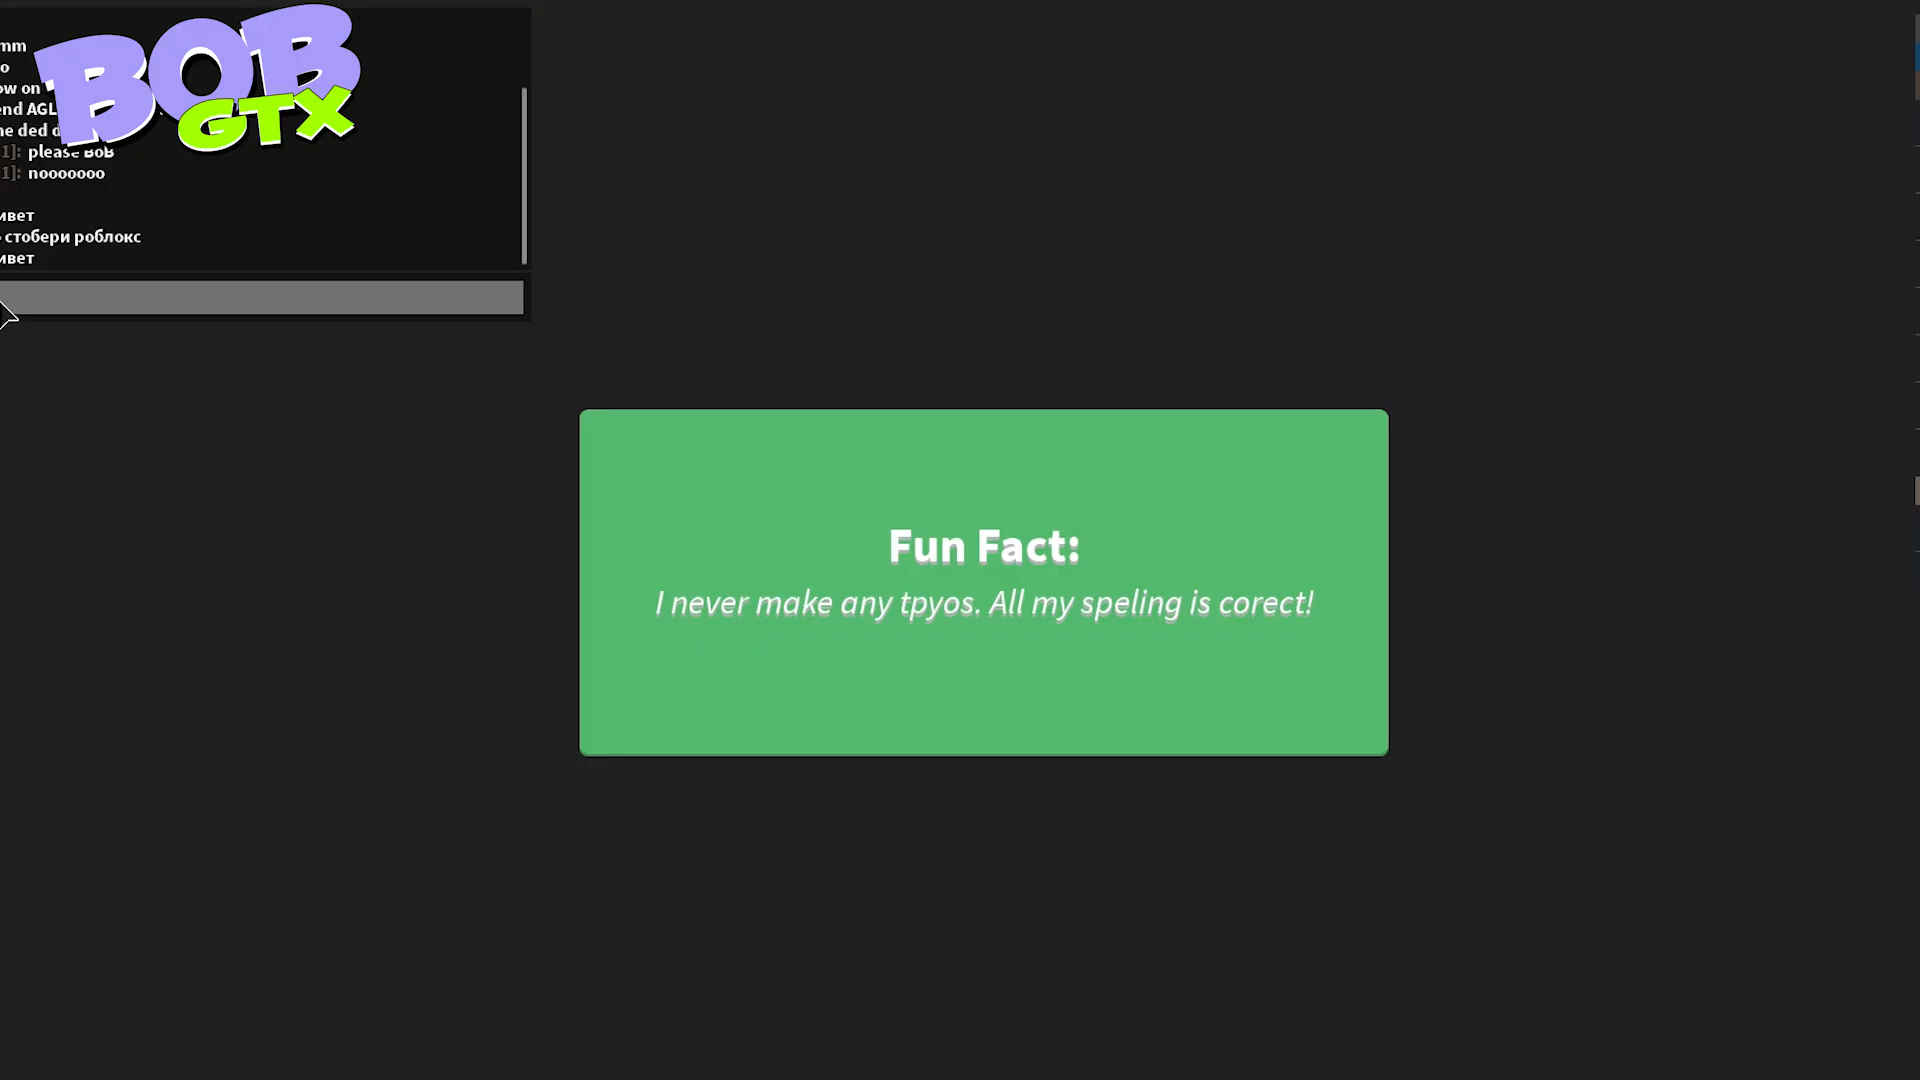 BOB
GTX
mm
o
ow on
end AGL
ne ded d
1]: please BoB
1]: nooooooo
ивет
стобери роблокс
ивет
Fun Fact:
I never make any tpyos. All my speling is corect!